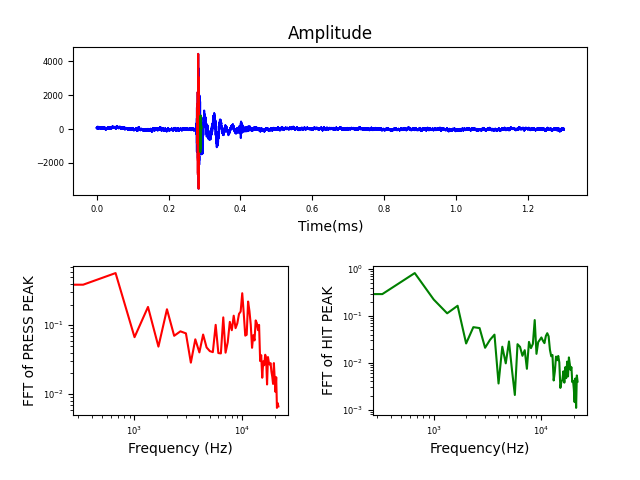 Amplitude
4000
2000
0
−2000
0.0 0.2 0.4 0.6 0.8 1.0 1.2
Time(ms)
FFT of PRESS PEAK
10⁻¹
10⁻²
10³ 10⁴
Frequency (Hz)
FFT of HIT PEAK
10⁰
10⁻¹
10⁻²
10⁻³
10³ 10⁴
Frequency(Hz)